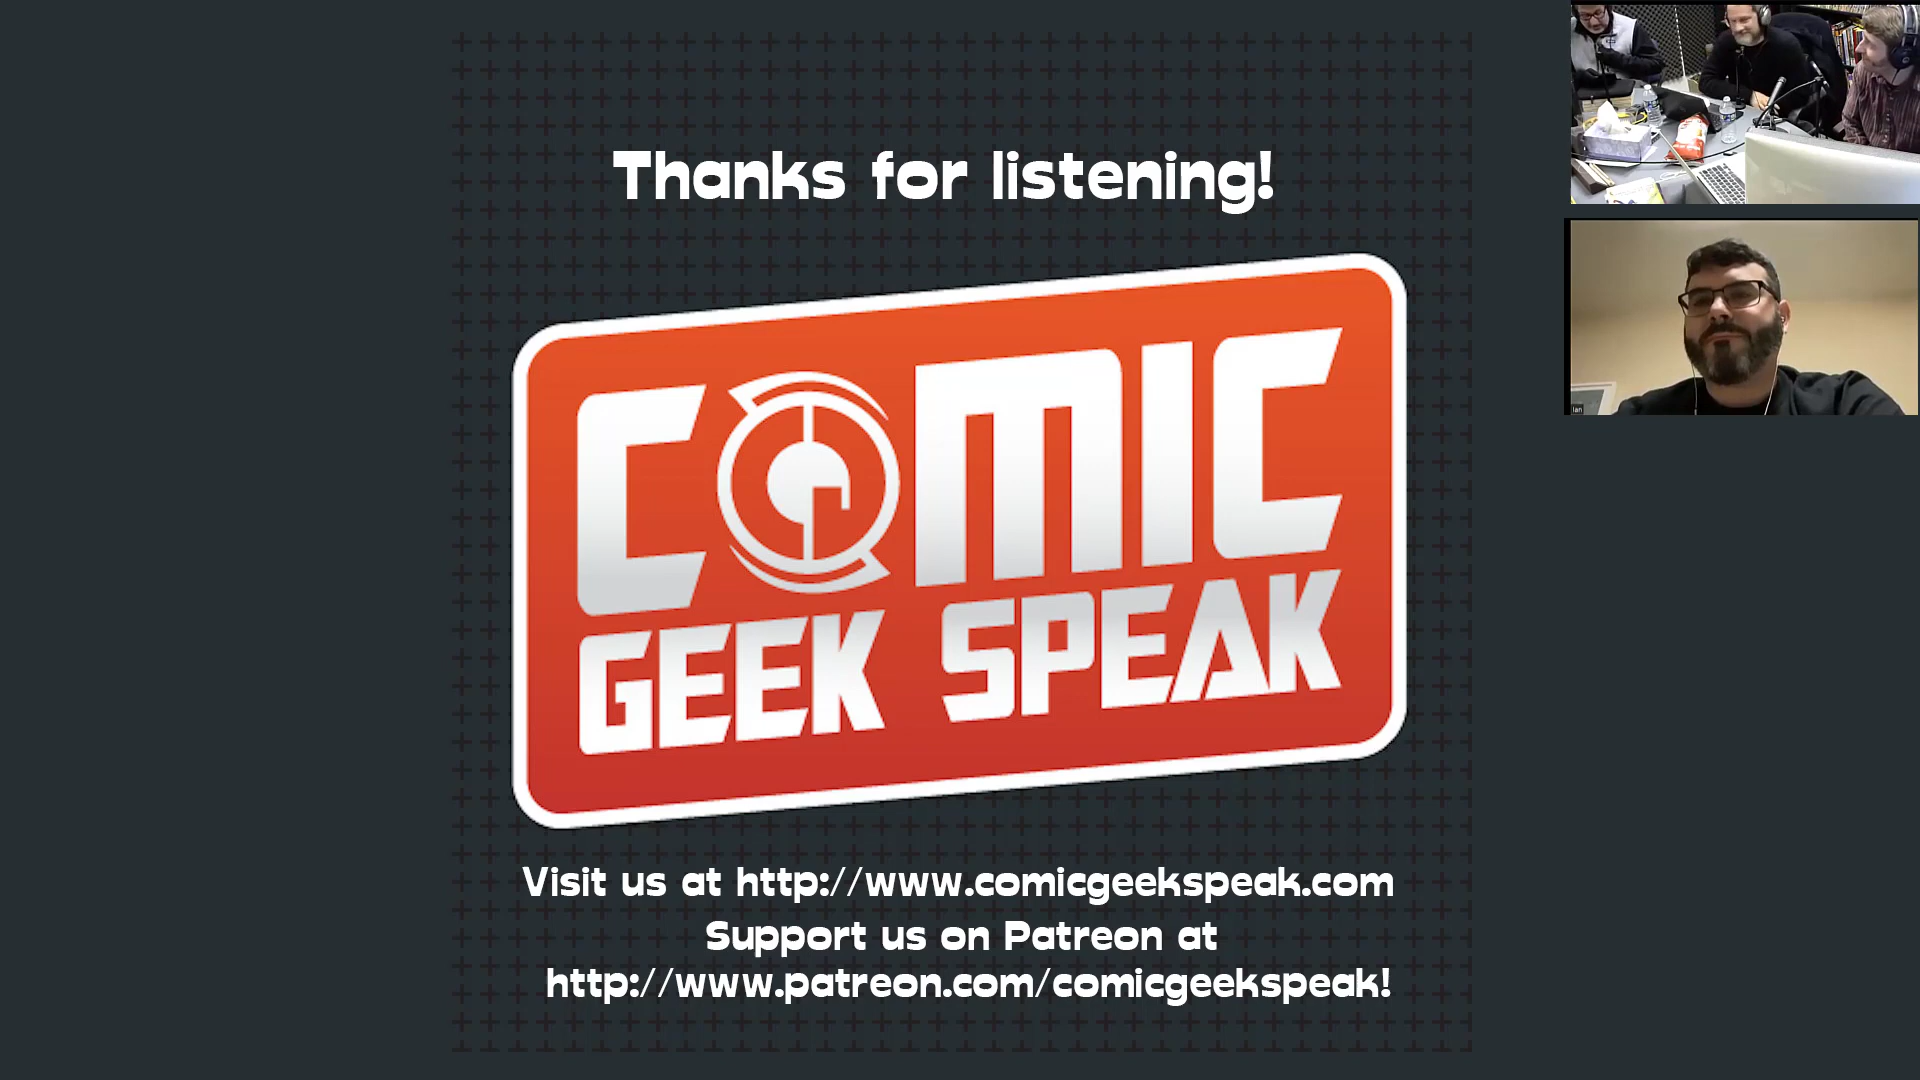 Thanks for listening!
COMIC
GEEK SPEAK
Visit us at http://www.comicgeekspeak.com
Support us on Patreon at
http://www.patreon.com/comicgeekspeak!
Ian